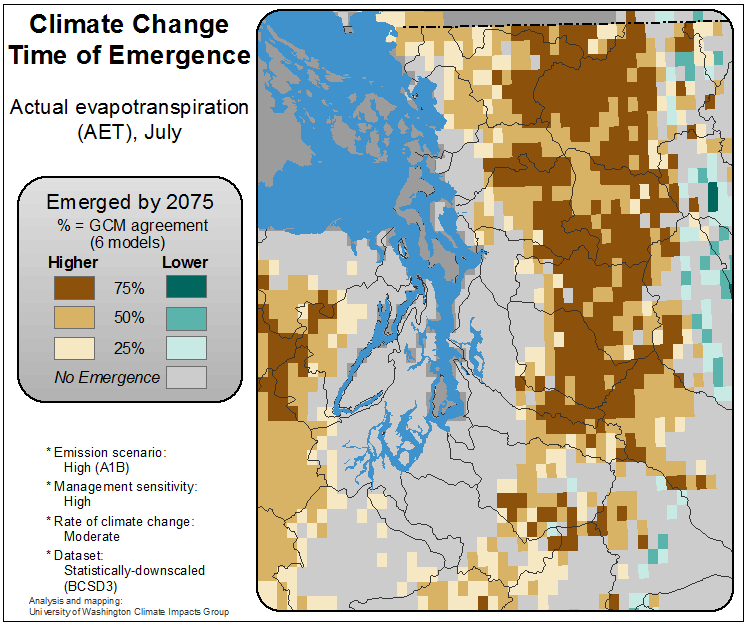 Climate Change
Time of Emergence
Actual evapotranspiration
(AET), July
Emerged by 2075
% = GCM agreement
(6 models)
Higher Lower
75%
50%
25%
No Emergence
* Emission scenario:
High (A1B)
* Management sensitivity:
High
* Rate of climate change:
Moderate
* Dataset:
Statistically-downscaled
(BCSD3)
Analysis and mapping:
University of Washington Climate Impacts Group